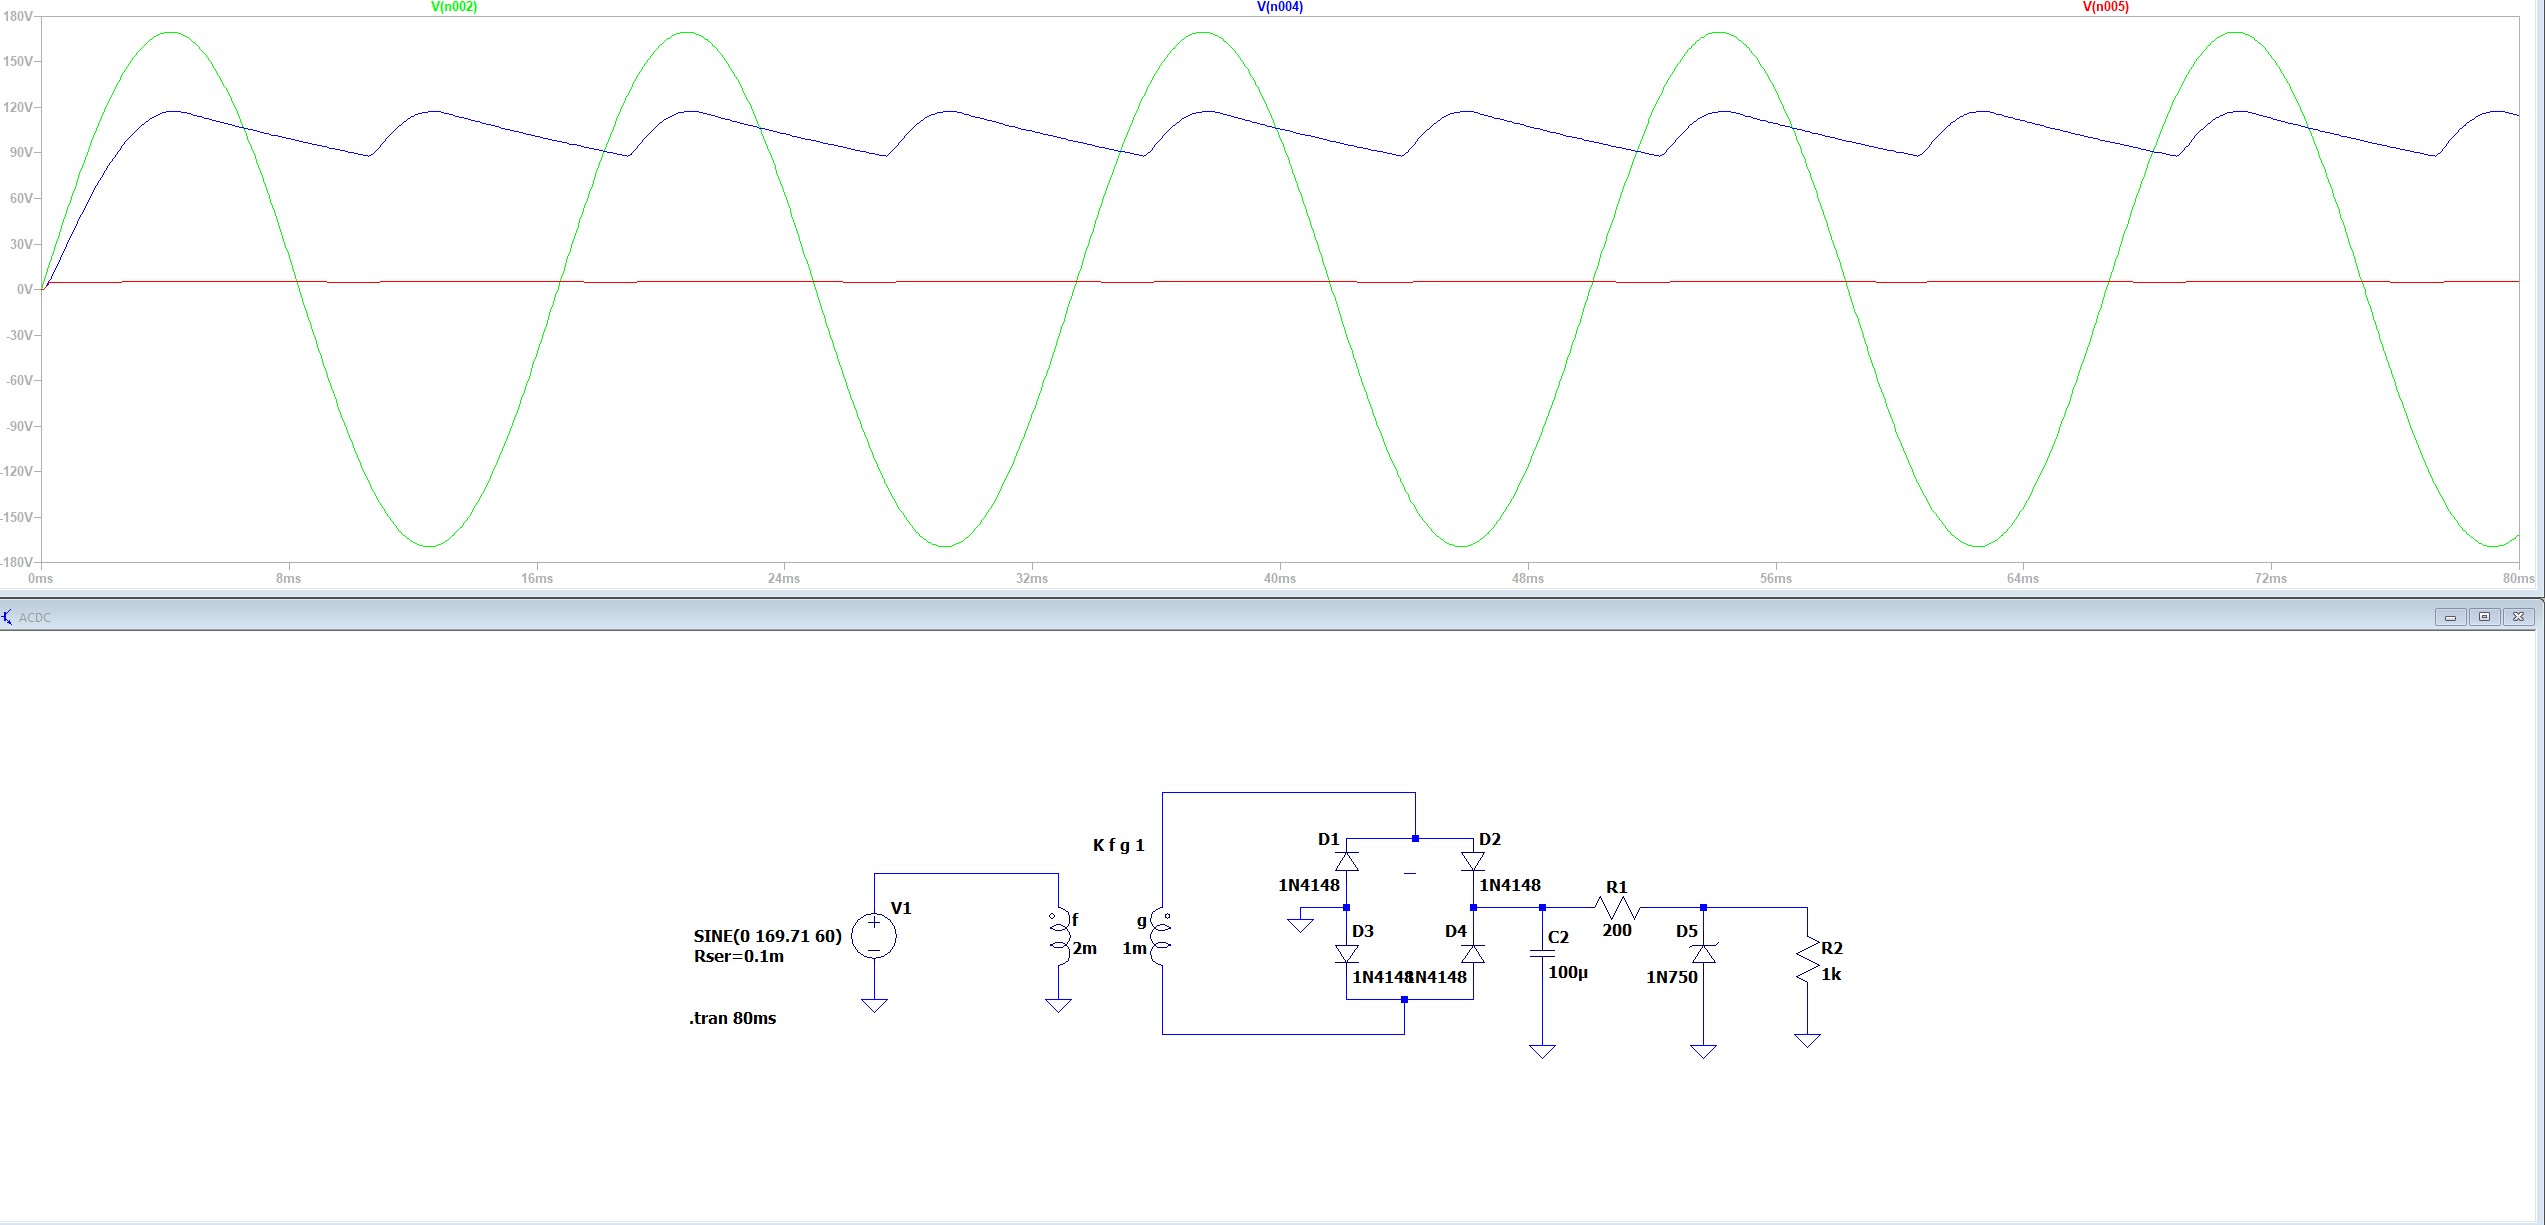 V(n002) V(n004) V(n005)
180V
150V
120V
90V
60V
30V
0V
-30V
-60V
-90V
-120V
-150V
-180V
0ms 8ms 16ms 24ms 32ms 40ms 48ms 56ms 64ms 72ms 80ms
ACDC
K f g 1
D1 D2
1N4148 1N4148
V1
SINE(0 169.71 60)
Rser=0.1m
f
2m
g
1m
D3 D4
1N4148 1N4148
R1
200
C2
100µ
D5
1N750
R2
1k
.tran 80ms